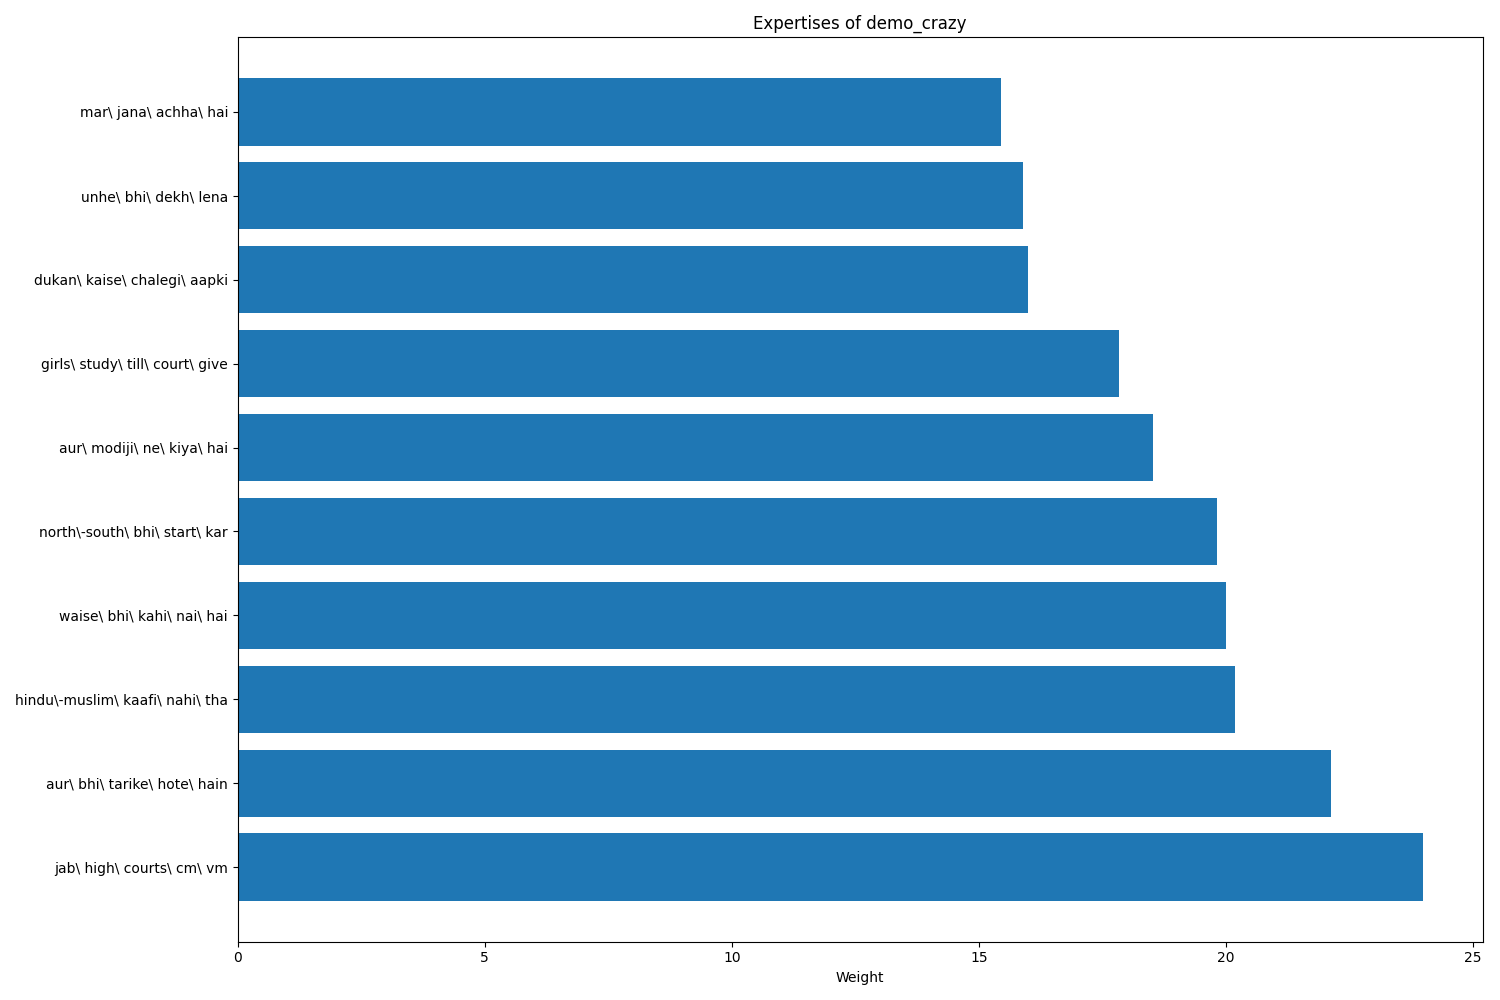 Expertises of demo_crazy
mar\ jana\ achha\ hai
unhe\ bhi\ dekh\ lena
dukan\ kaise\ chalegi\ aapki
girls\ study\ till\ court\ give
aur\ modiji\ ne\ kiya\ hai
north\-south\ bhi\ start\ kar
waise\ bhi\ kahi\ nai\ hai
hindu\-muslim\ kaafi\ nahi\ tha
aur\ bhi\ tarike\ hote\ hain
jab\ high\ courts\ cm\ vm
0 5 10 15 20 25
Weight